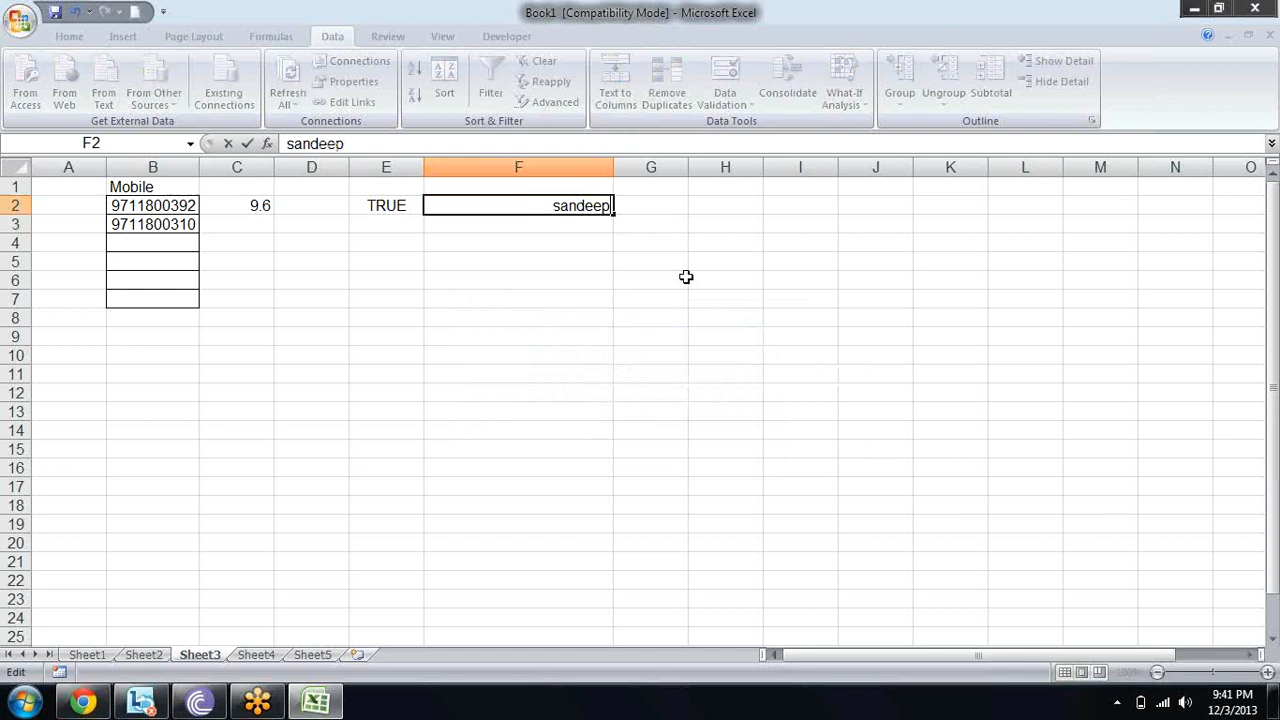 Book1  [Compatibility Mode] - Microsoft Excel
Home Insert Page Layout Formulas Data Review View Developer
From Access
From Web
From Text
From Other Sources
Existing Connections
Get External Data
Refresh All
Connections
Properties
Edit Links
Connections
Sort
Filter
Clear
Reapply
Advanced
Sort & Filter
Text to Columns
Remove Duplicates
Data Validation
Consolidate
What-If Analysis
Data Tools
Group
Ungroup
Subtotal
Show Detail
Hide Detail
Outline
F2 fx sandeep
A B C D E F G H I J K L M N O
1 Mobile
2 9711800392 9.6 TRUE sandeep
3 9711800310
4
5
6
7
8
9
10
11
12
13
14
15
16
17
18
19
20
21
22
23
24
25
Sheet1 Sheet2 Sheet3 Sheet4 Sheet5
Edit 100%
9:41 PM
12/3/2013